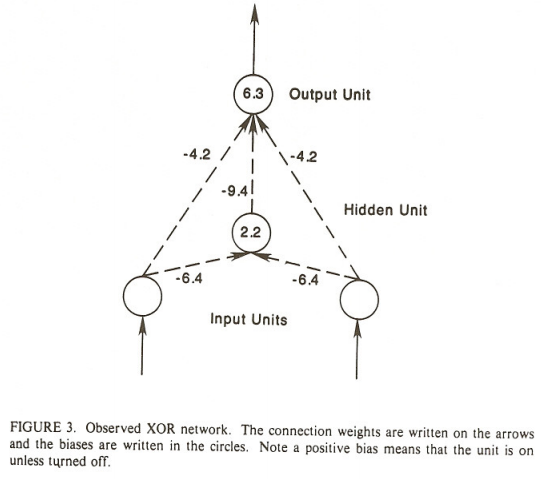 6.3 Output Unit
-4.2 -4.2
-9.4
Hidden Unit
2.2
-6.4 -6.4
Input Units
FIGURE 3. Observed XOR network. The connection weights are written on the arrows
and the biases are written in the circles. Note a positive bias means that the unit is on
unless turned off.